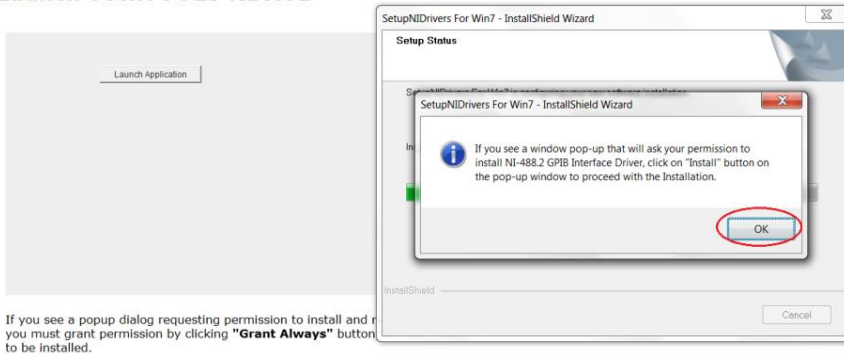 SetupNIDrivers For Win7 - InstallShield Wizard
Setup Status
Launch Application
SetupNIDrivers For Win7 - InstallShield Wizard
If you see a window pop-up that will ask your permission to
install NI-488.2 GPIB Interface Driver, click on "Install" button on
the pop-up window to proceed with the Installation.
OK
InstallShield
Cancel
If you see a popup dialog requesting permission to install and
you must grant permission by clicking "Grant Always" button
to be installed.